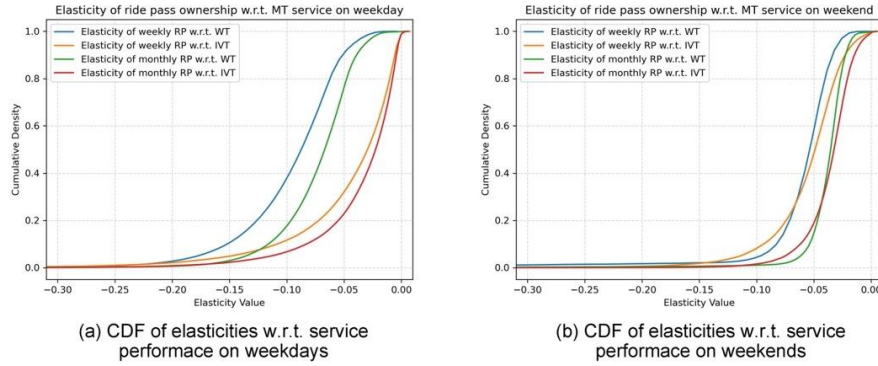 Elasticity of ride pass ownership w.r.t. MT service on weekday
Elasticity of weekly RP w.r.t. WT
Elasticity of weekly RP w.r.t. IVT
Elasticity of monthly RP w.r.t. WT
Elasticity of monthly RP w.r.t. IVT
Cumulative Density
1.0
0.8
0.6
0.4
0.2
0.0
−0.30
−0.25
−0.20
−0.15
−0.10
−0.05
0.00
Elasticity Value
(a) CDF of elasticities w.r.t. service
performace on weekdays
Elasticity of ride pass ownership w.r.t. MT service on weekend
Elasticity of weekly RP w.r.t. WT
Elasticity of weekly RP w.r.t. IVT
Elasticity of monthly RP w.r.t. WT
Elasticity of monthly RP w.r.t. IVT
Cumulative Density
1.0
0.8
0.6
0.4
0.2
0.0
−0.30
−0.25
−0.20
−0.15
−0.10
−0.05
0.00
Elasticity Value
(b) CDF of elasticities w.r.t. service
performace on weekends